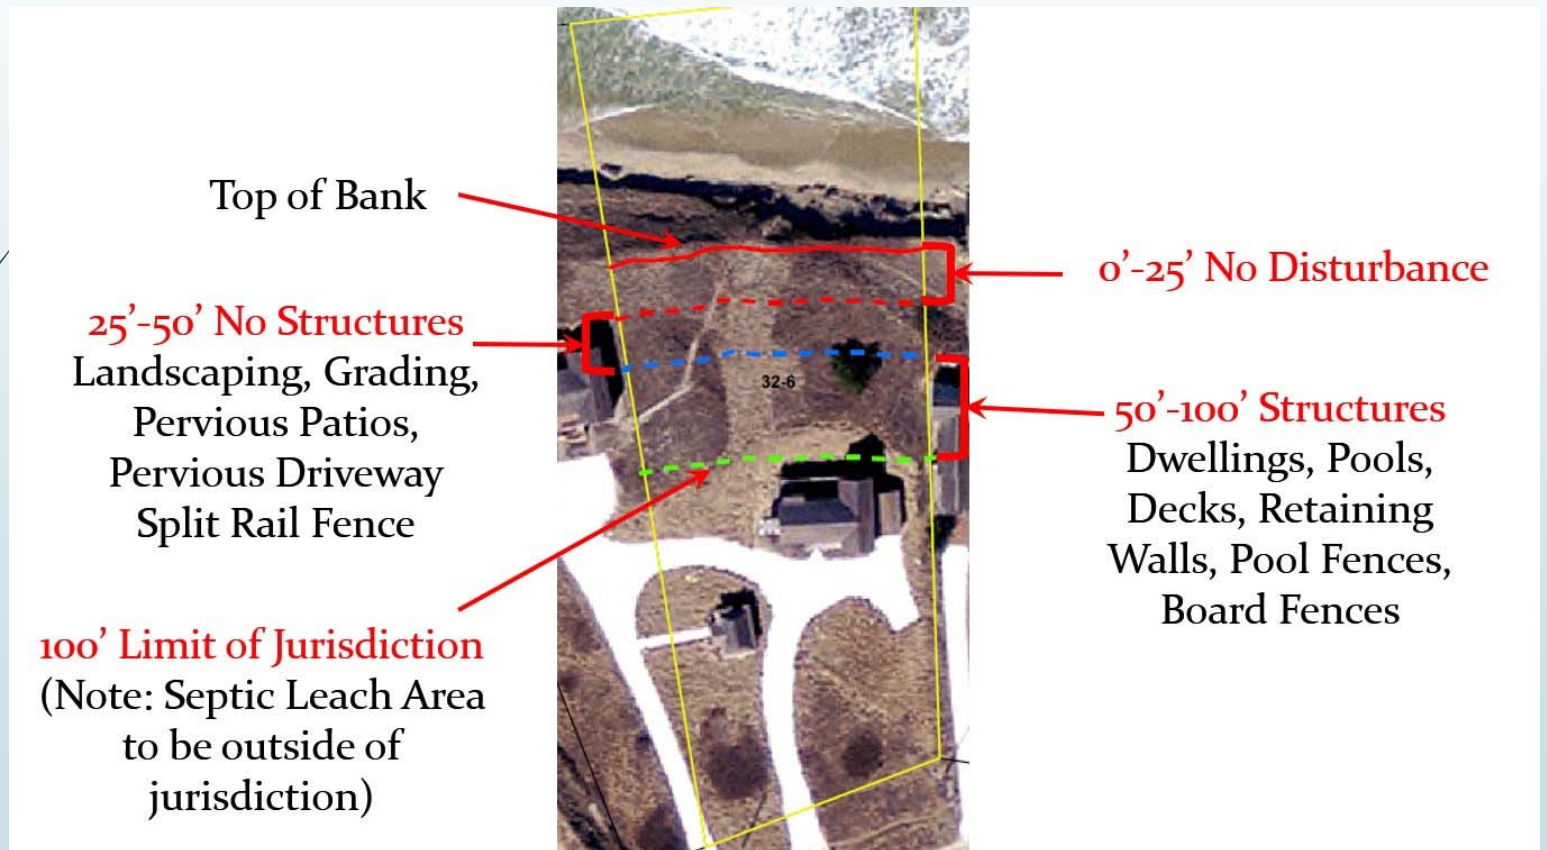 Top of Bank
25’-50’ No Structures
Landscaping, Grading,
Pervious Patios,
Pervious Driveway
Split Rail Fence
100’ Limit of Jurisdiction
(Note: Septic Leach Area
to be outside of
jurisdiction)
32-6
0’-25’ No Disturbance
50’-100’ Structures
Dwellings, Pools,
Decks, Retaining
Walls, Pool Fences,
Board Fences